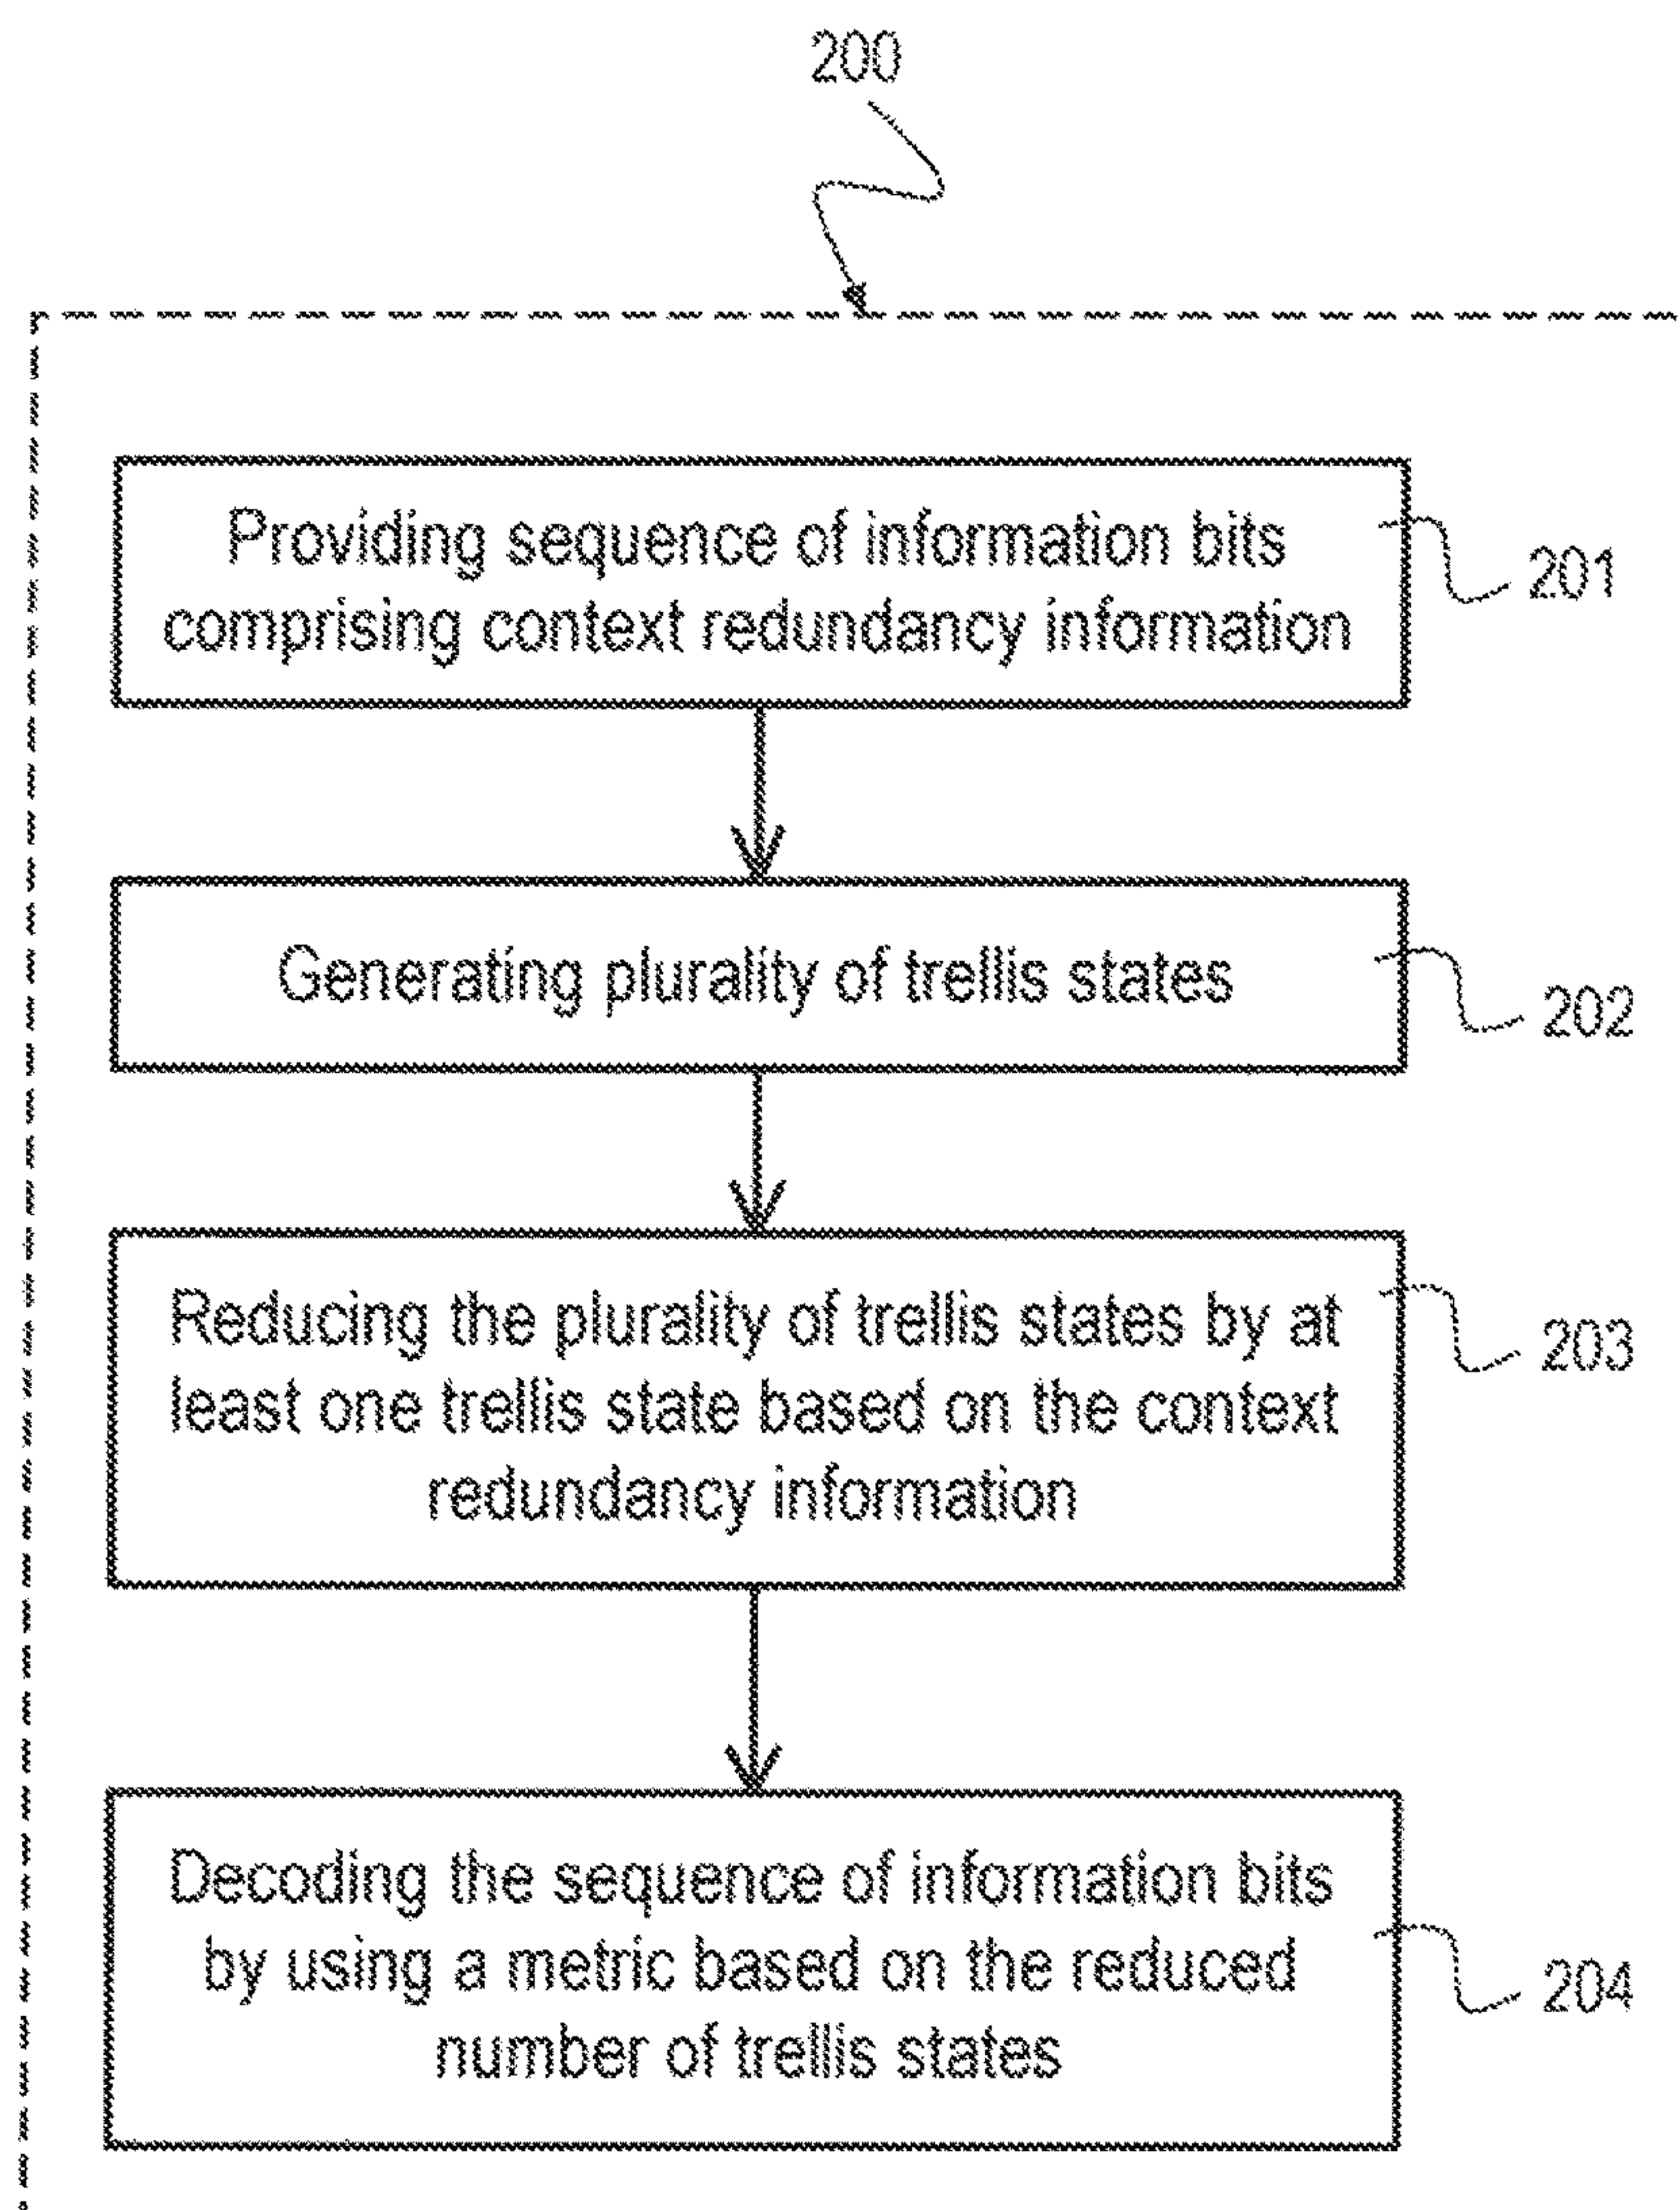 200
Providing sequence of information bits
comprising context redundancy information
201
Generating plurality of trellis states
202
Reducing the plurality of trellis states by at
least one trellis state based on the context
redundancy information
203
Decoding the sequence of information bits
by using a metric based on the reduced
number of trellis states
204